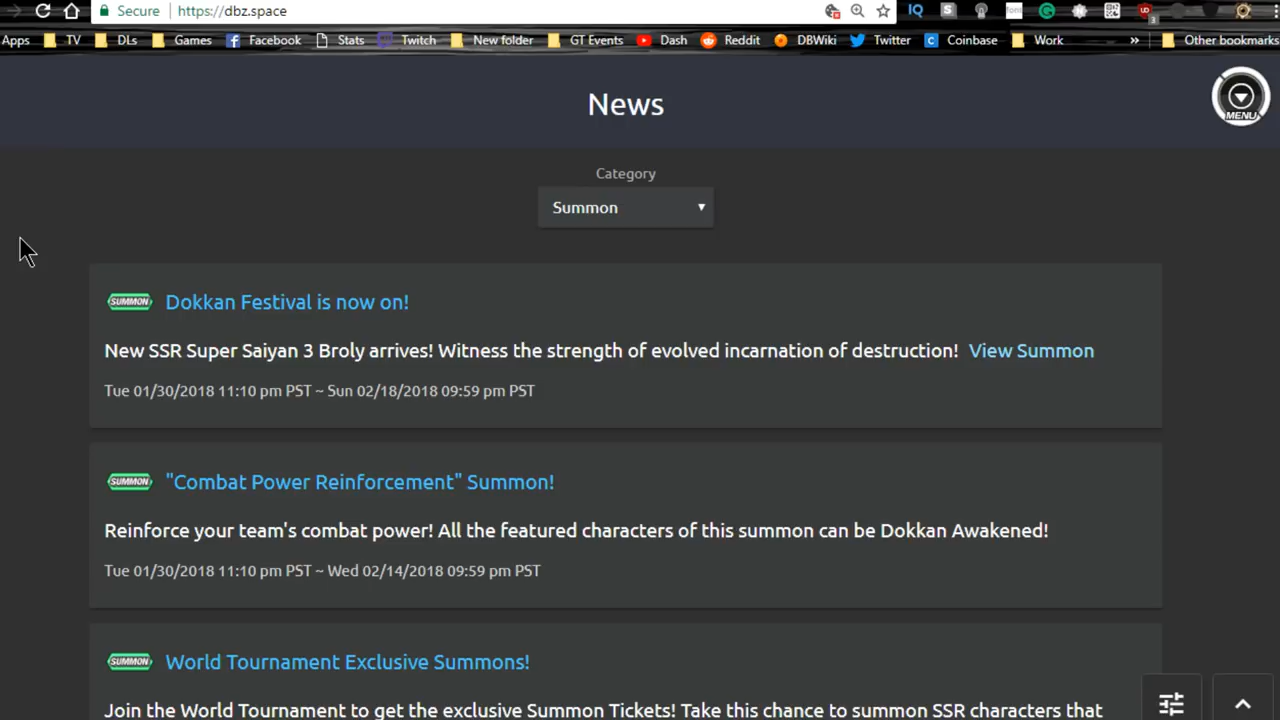 Secure https://dbz.space
IQ S font UD 3
Apps TV DLs Games Facebook Stats Twitch New folder GT Events Dash Reddit DBWiki Twitter Coinbase Work » Other bookmarks
News
MENU
Category
Summon
SUMMON Dokkan Festival is now on!
New SSR Super Saiyan 3 Broly arrives! Witness the strength of evolved incarnation of destruction! View Summon
Tue 01/30/2018 11:10 pm PST ~ Sun 02/18/2018 09:59 pm PST
SUMMON "Combat Power Reinforcement" Summon!
Reinforce your team's combat power! All the featured characters of this summon can be Dokkan Awakened!
Tue 01/30/2018 11:10 pm PST ~ Wed 02/14/2018 09:59 pm PST
SUMMON World Tournament Exclusive Summons!
Join the World Tournament to get the exclusive Summon Tickets! Take this chance to summon SSR characters that